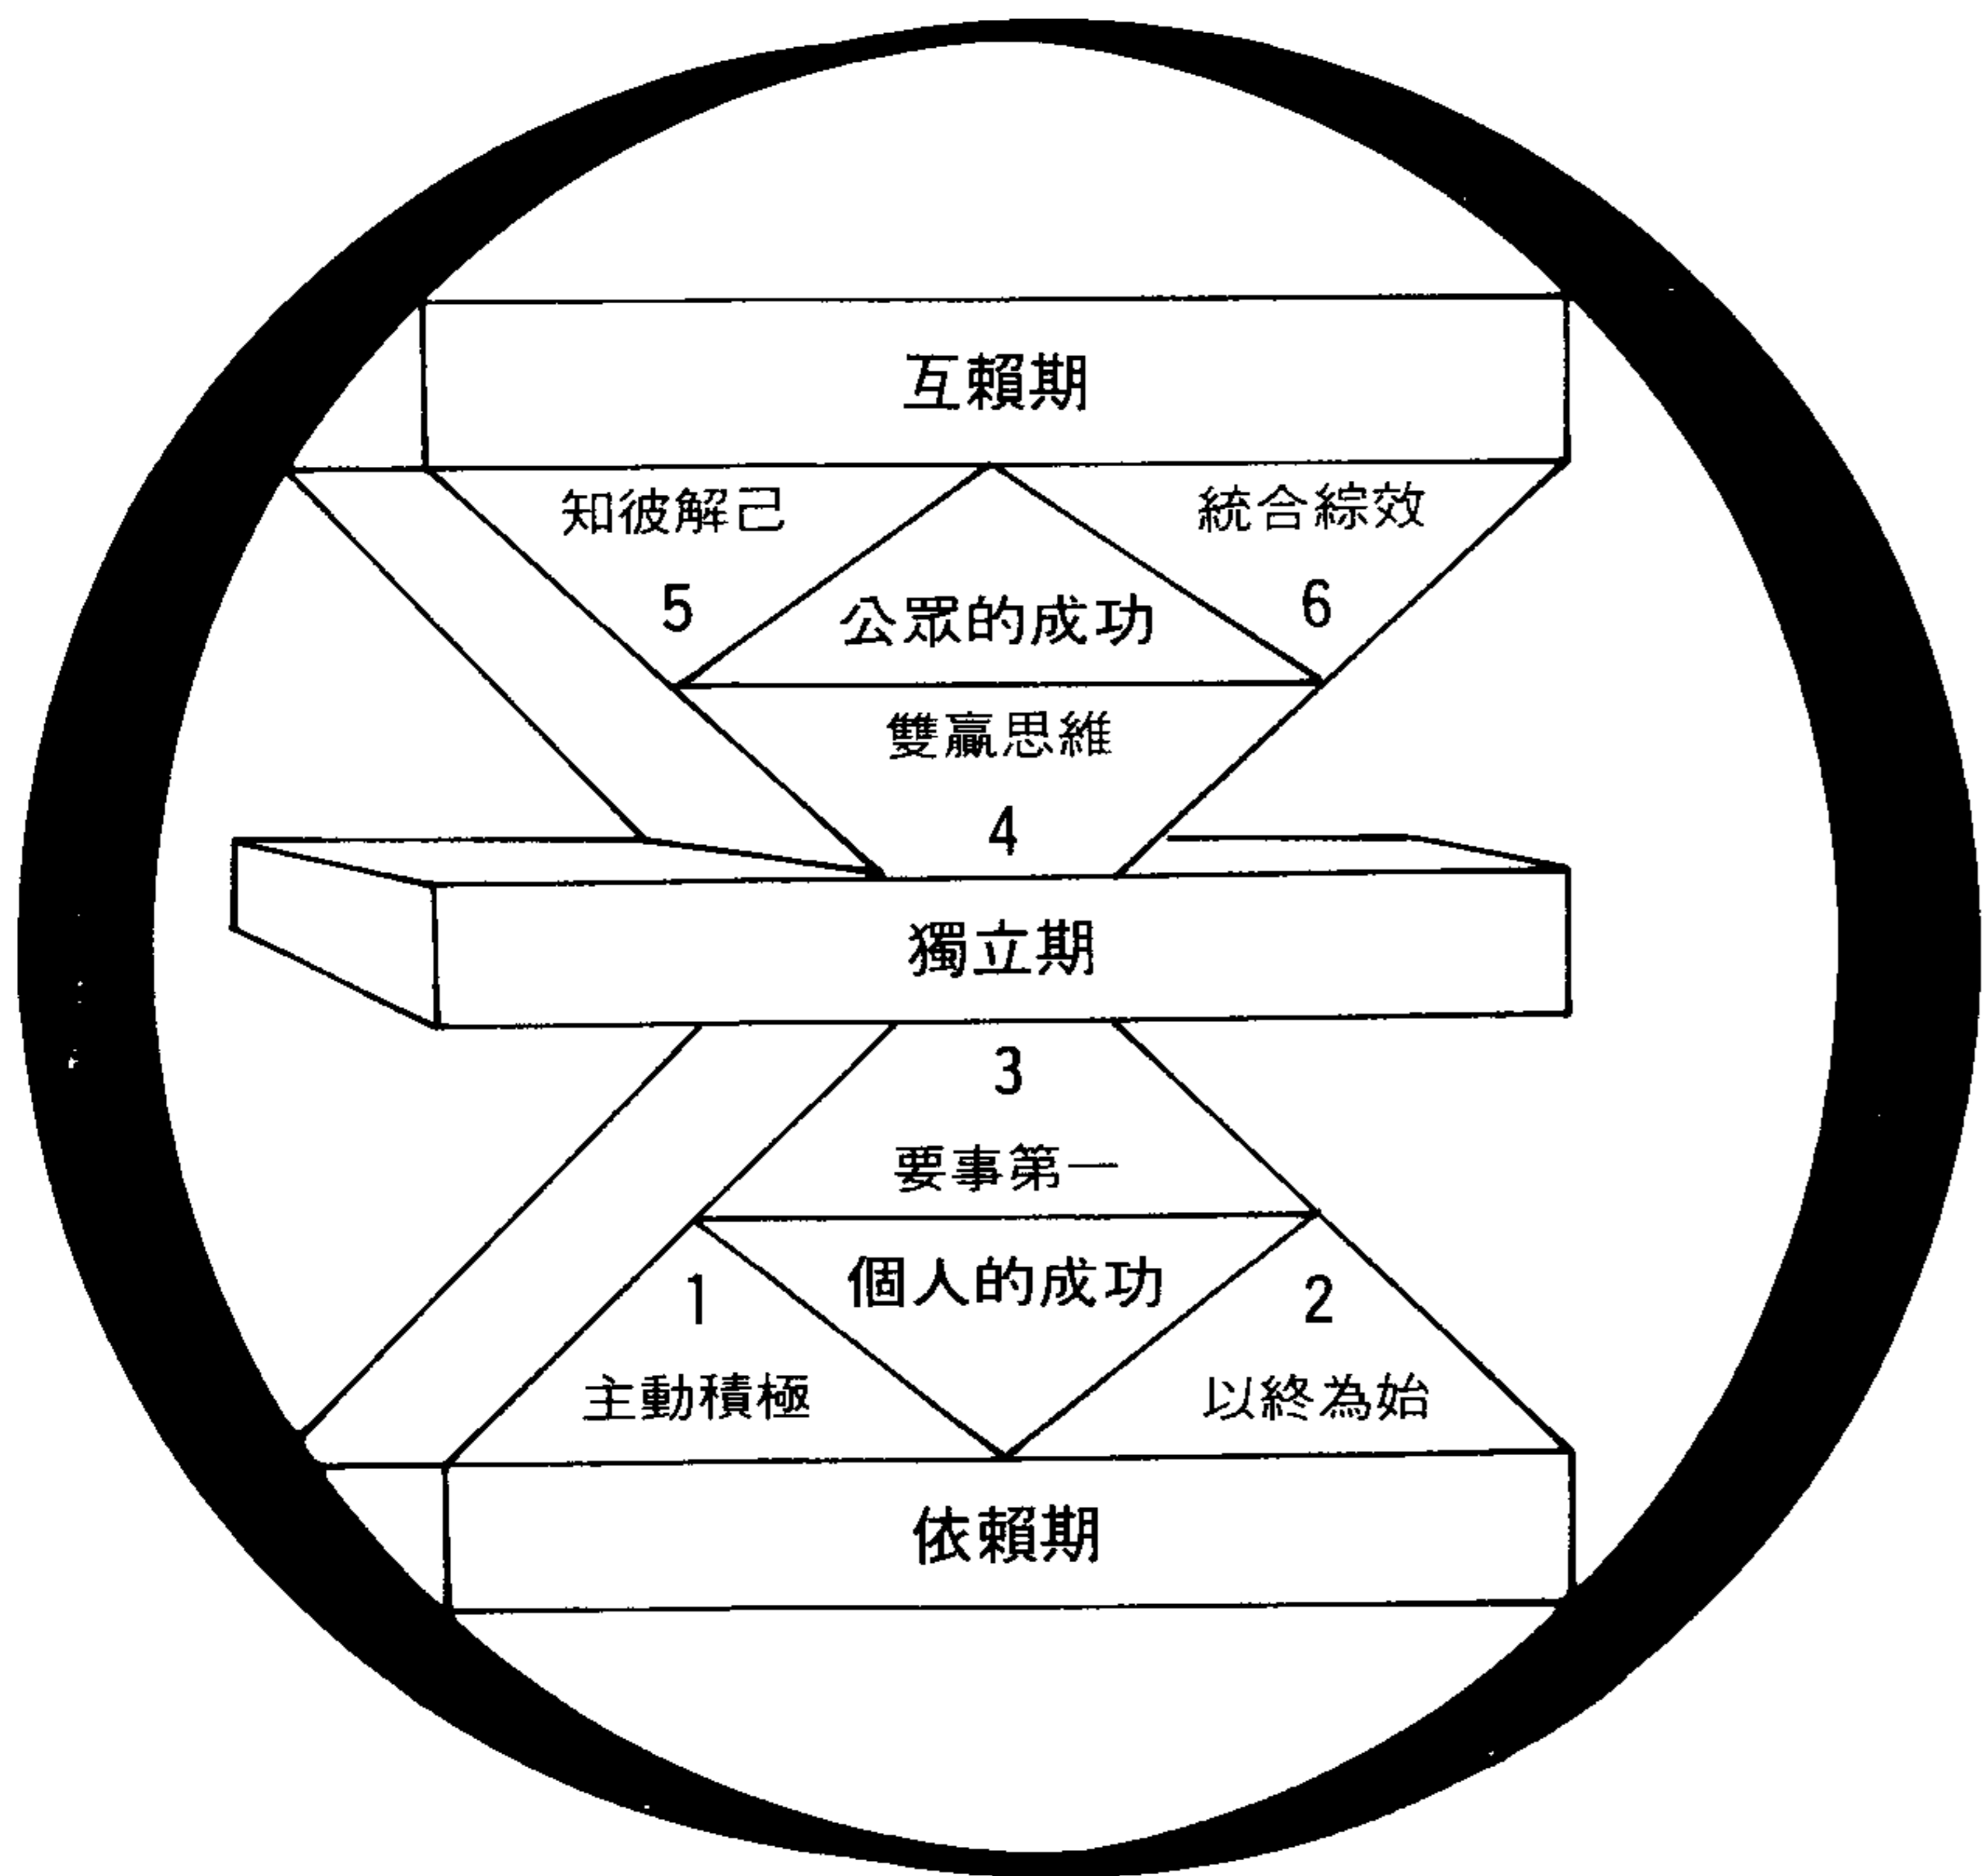 互賴期
知彼解己
統合綜效
5
公眾的成功
6
雙贏思維
4
獨立期
3
要事第一
1
個人的成功
2
主動積極
以終為始
依賴期